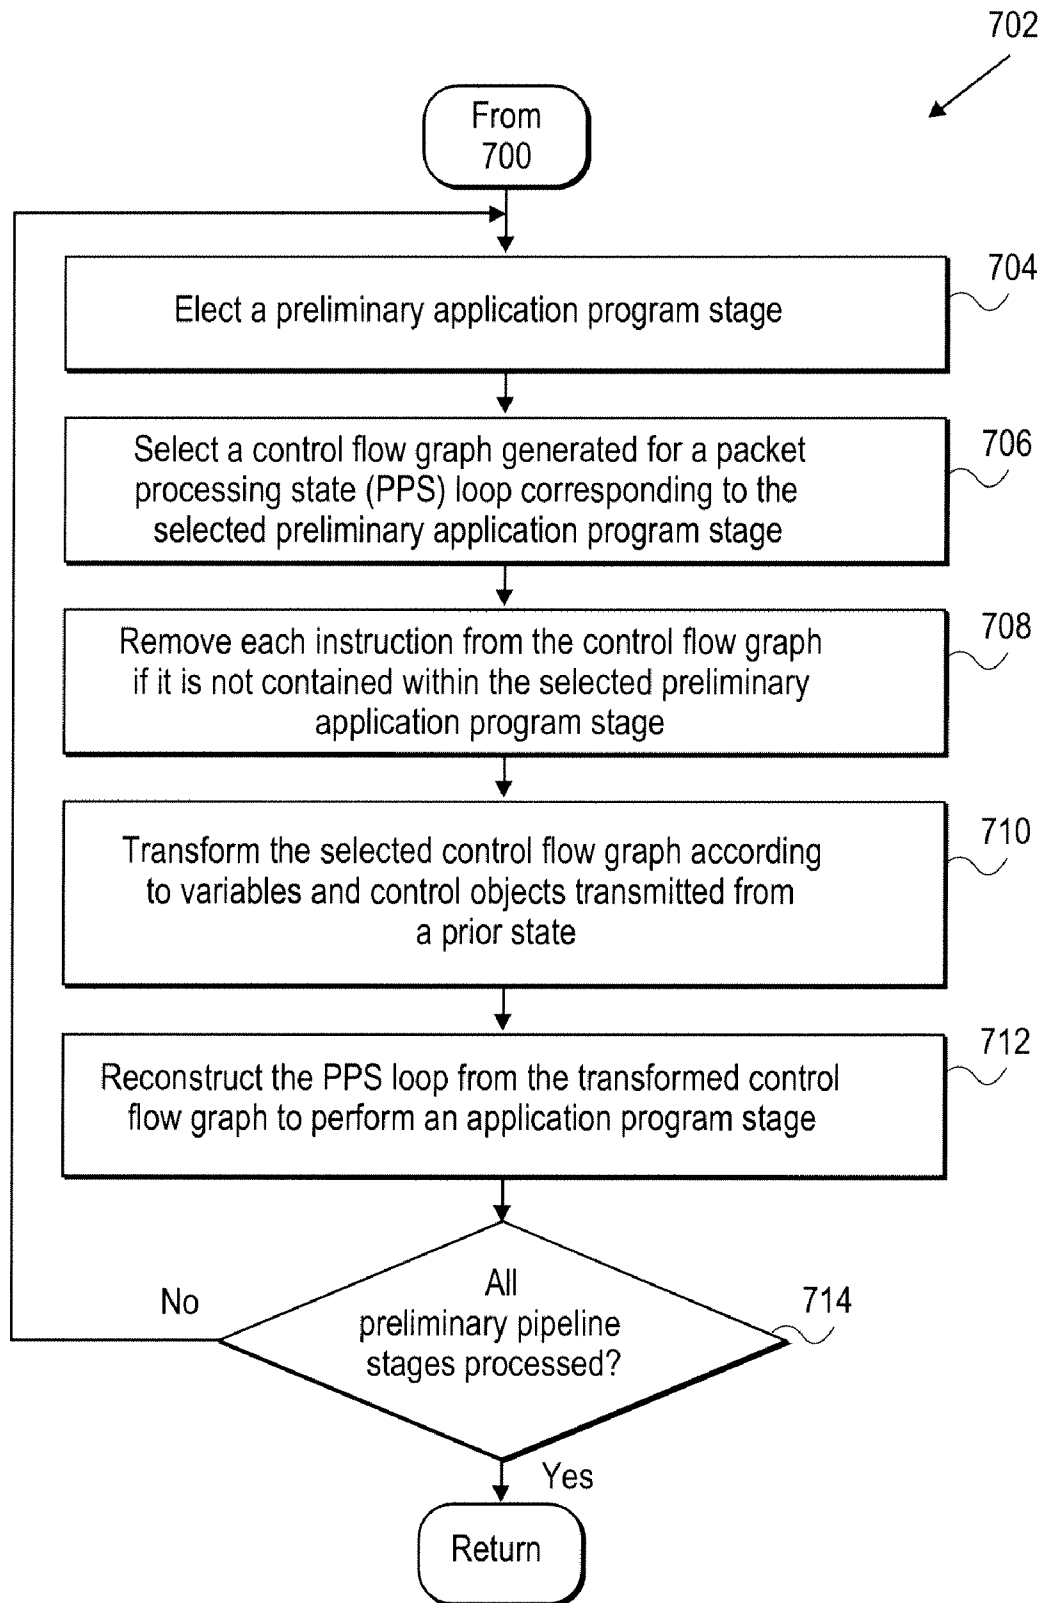 702
From
700
704
Elect a preliminary application program stage
706
Select a control flow graph generated for a packet
processing state (PPS) loop corresponding to the
selected preliminary application program stage
708
Remove each instruction from the control flow graph
if it is not contained within the selected preliminary
application program stage
710
Transform the selected control flow graph according
to variables and control objects transmitted from
a prior state
712
Reconstruct the PPS loop from the transformed control
flow graph to perform an application program stage
714
No
All
preliminary pipeline
stages processed?
Yes
Return